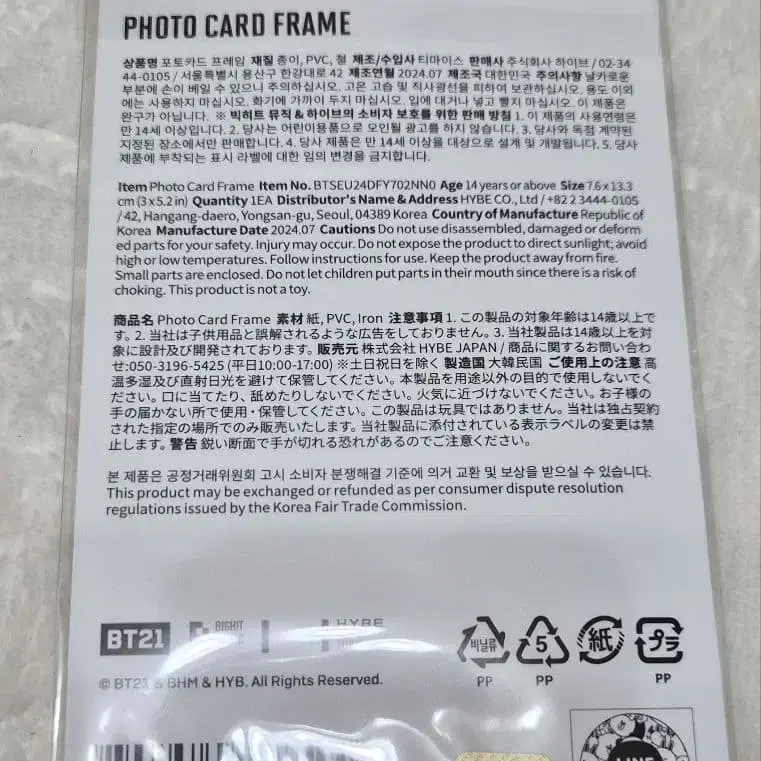 PHOTO CARD FRAME
상품명 포토카드 프레임 재질 종이, PVC, 철 제조/수입사 티마이스 판매사 주식회사 하이브 / 02-34
44-0105 / 서울특별시 용산구 한강대로 42 제조연월 2024.07 제조국 대한민국 주의사항 날카로운
부분에 손이 베일 수 있으니 주의하십시오. 고온 고습 및 직사광선을 피하여 보관하십시오. 용도 이외
에는 사용하지 마십시오. 화기에 가까이 두지 마십시오. 입에 대거나 넣고 빨지 마십시오. 이 제품은
완구가 아닙니다. ※ 빅히트 뮤직 & 하이브의 소비자 보호를 위한 판매 방침 1. 이 제품의 사용연령은
만 14세 이상입니다. 2. 당사는 어린이용품으로 오인될 광고를 하지 않습니다. 3. 당사와 독점 계약된
지정된 장소에서만 판매합니다. 4. 당사 제품은 만 14세 이상을 대상으로 설계 및 개발됩니다. 5. 당사
제품에 부착되는 표시 라벨에 대한 임의 변경을 금지합니다.
Item Photo Card Frame Item No. BTSEU24DFY702NN0 Age 14 years or above Size 7.6 x 13.3
cm (3 x 5.2 in) Quantity 1EA Distributor's Name & Address HYBE CO., Ltd / +82 2 3444-0105
/ 42, Hangang-daero, Yongsan-gu, Seoul, 04389 Korea Country of Manufacture Republic of
Korea Manufacture Date 2024.07 Cautions Do not use disassembled, damaged or deform
ed parts for your safety. Injury may occur. Do not expose the product to direct sunlight; avoid
high or low temperatures. Follow instructions for use. Keep the product away from fire.
Small parts are enclosed. Do not let children put parts in their mouth since there is a risk of
choking. This product is not a toy.
商品名 Photo Card Frame 素材 紙, PVC, Iron 注意事項 1. この製品の対象年齢は14歳以上で
す。2. 当社は子供用品と誤解されるような広告をしておりません。3. 当社製品は14歳以上を対
象に設計及び開発されております。販売元 株式会社 HYBE JAPAN / 商品に関するお問い合わ
せ:050-3196-5425 (平日10:00-17:00) ※土日祝日を除く 製造国 大韓民国 ご使用上の注意 高
温多湿及び直射日光を避けて保管してください。本製品を用途以外の目的で使用しないでく
ださい。口に当てたり、舐めたりしないでください。火気に近づけないでください。お子様の
手の届かない所で使用・保管してください。この製品は玩具ではありません。当社は独占契約
された指定の場所でのみ販売いたします。当社製品に添付されている表示ラベルの変更は禁
止します。警告 鋭い断面で手が切れる恐れがあるのでご注意ください。
본 제품은 공정거래위원회 고시 소비자 분쟁해결 기준에 의거 교환 및 보상을 받으실 수 있습니다.
This product may be exchanged or refunded as per consumer dispute resolution
regulations issued by the Korea Fair Trade Commission.
BT21 BIGHIT HYBE
비닐류 5 紙 プラ
PP PP PP
© BT21 & BHM & HYB. All Rights Reserved.
LINE